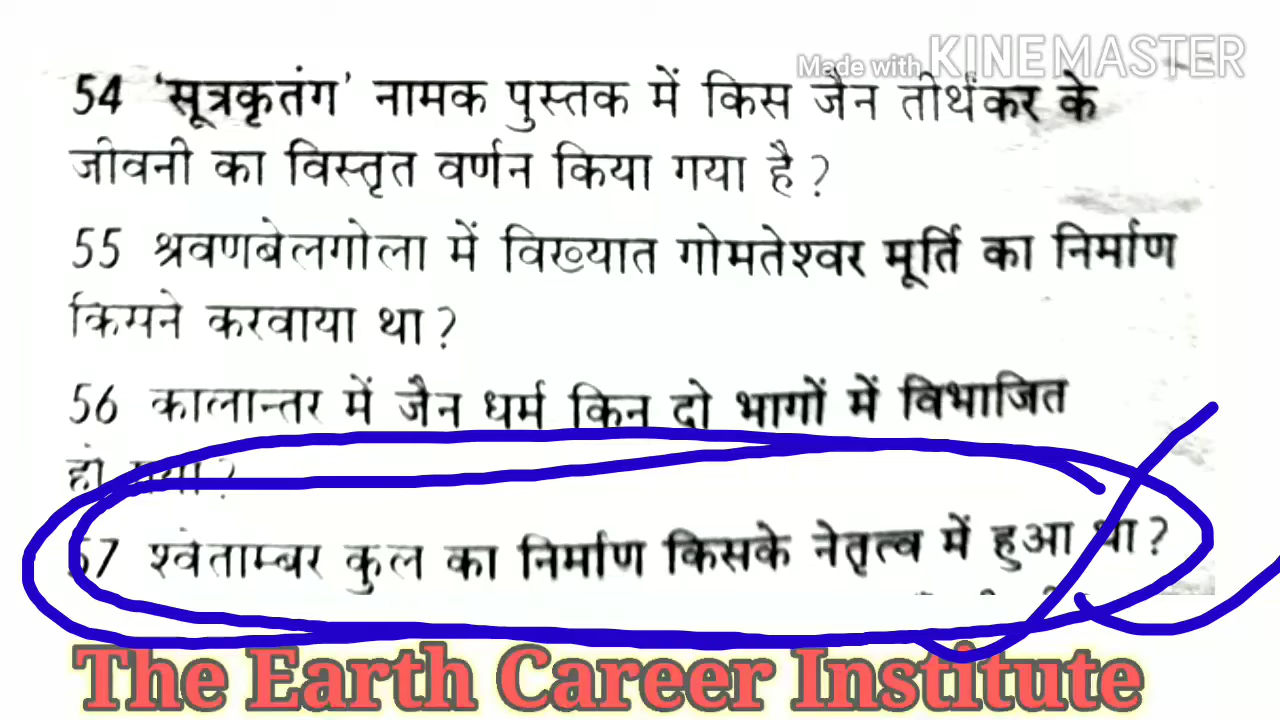 Made with KINEMASTER
54 'सूत्रकृतंग' नामक पुस्तक में किस जैन तीर्थंकर के
जीवनी का विस्तृत वर्णन किया गया है ?
55 श्रवणबेलगोला में विख्यात गोमतेश्वर मूर्ति का निर्माण
किसने करवाया था ?
56 कालान्तर में जैन धर्म किन दो भागों में विभाजित
हो गया ?
57 श्वेताम्बर कुल का निर्माण किसके नेतृत्व में हुआ था ?
The Earth Career Institute